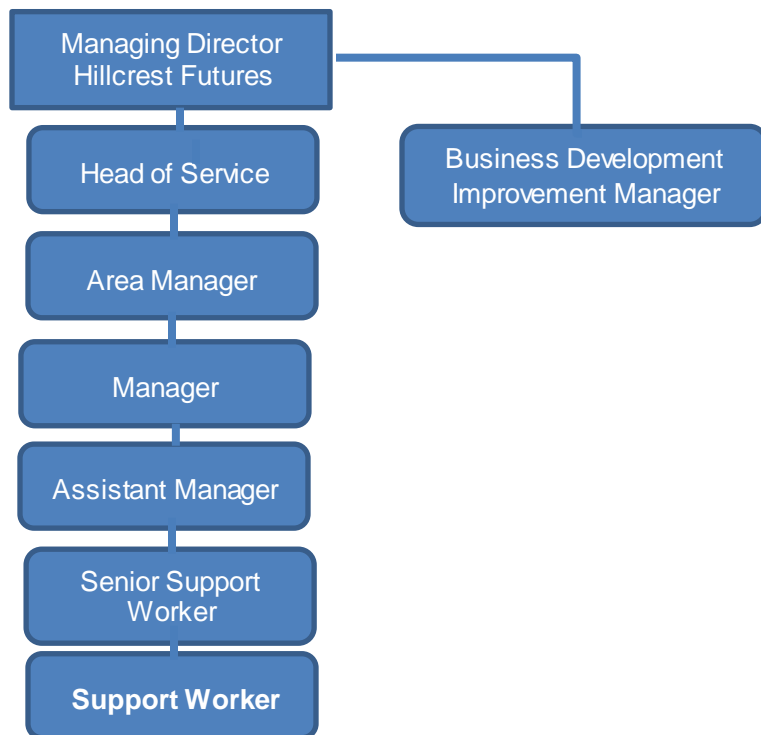 Managing Director
Hillcrest Futures
Head of Service
Business Development
Improvement Manager
Area Manager
Manager
Assistant Manager
Senior Support
Worker
Support Worker